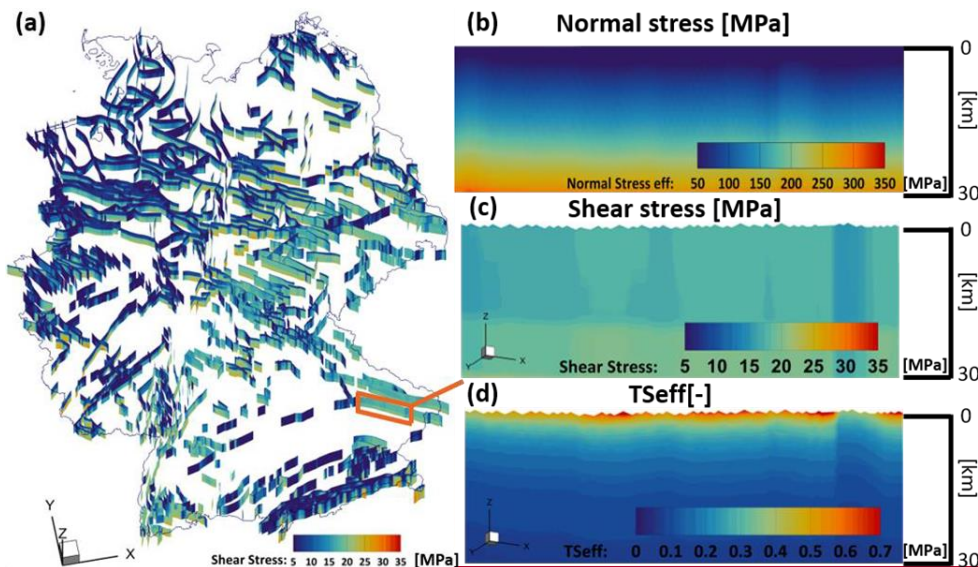 (a)
Y
Z
X
Shear Stress: 5 10 15 20 25 30 35 [MPa]
(b) Normal stress [MPa]
0
[km]
Normal Stress eff: 50 100 150 200 250 300 350 [MPa]
30
(c) Shear stress [MPa]
0
[km]
Z
Y X
Shear Stress: 5 10 15 20 25 30 35 [MPa]
30
(d) TSeff[-]
0
[km]
Z
Y X
TSeff: 0 0.1 0.2 0.3 0.4 0.5 0.6 0.7 [MPa]
30